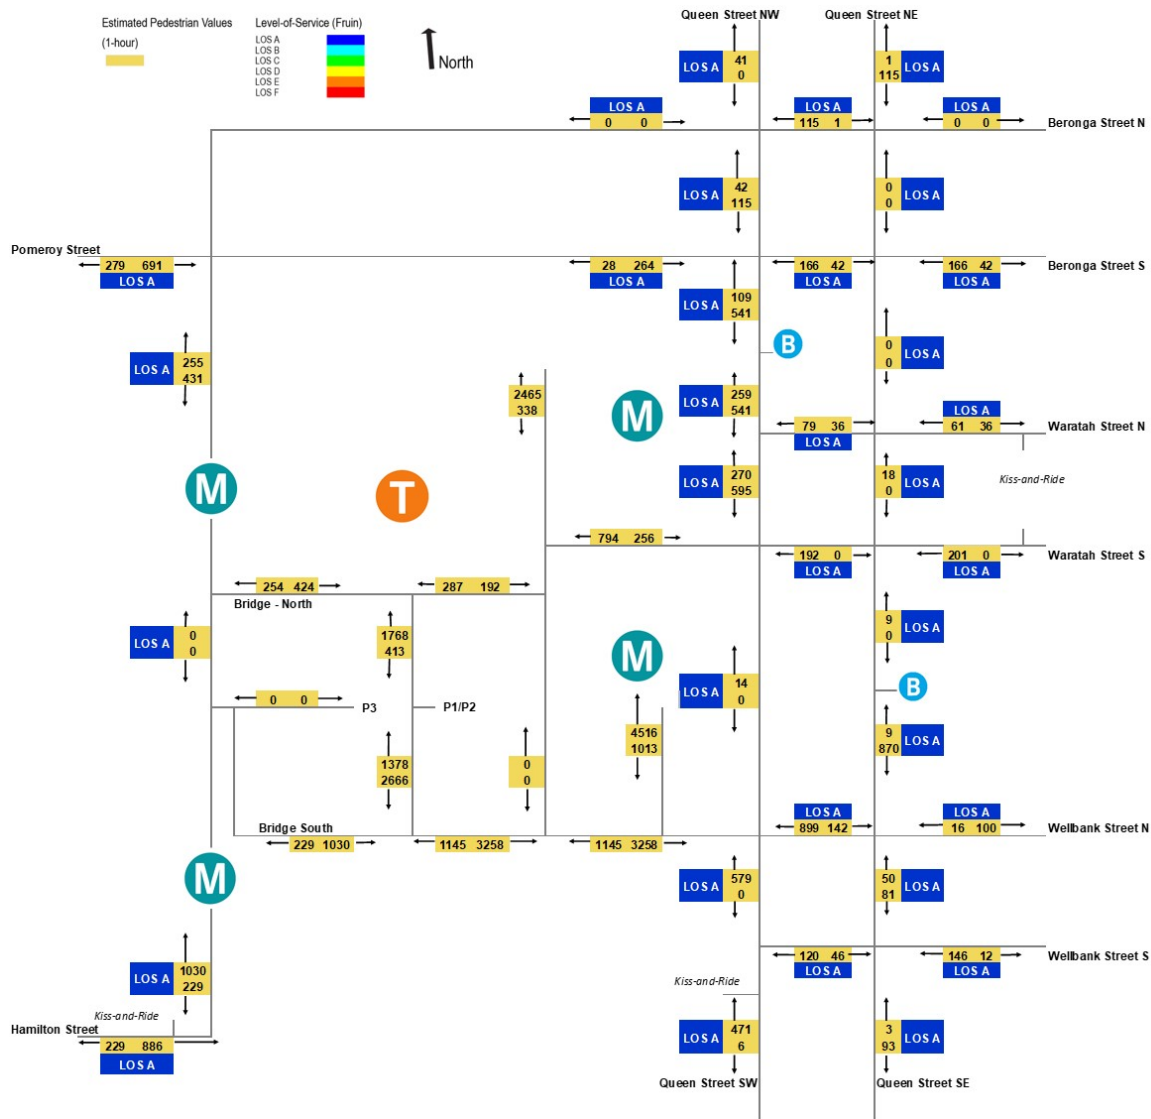 Queen Street NW
Queen Street NE
Estimated Pedestrian Values
(1-hour)
Level-of-Service (Fruin)
LOS A
LOS B
LOS C
LOS D
LOS E
LOS F
North
LOS A
41
0
1
115
LOS A
LOS A
0 0
LOS A
115 1
LOS A
0 0
Beronga Street N
LOS A
42
115
0
0
LOS A
Pomeroy Street
279 691
LOS A
28 264
LOS A
166 42
LOS A
166 42
LOS A
Beronga Street S
LOS A
109
541
B
LOS A
255
431
0
0
LOS A
2465
338
M
LOS A
259
541
79 36
LOS A
LOS A
61 36
Waratah Street N
M
T
LOS A
270
595
18
0
LOS A
Kiss-and-Ride
794 256
192 0
LOS A
201 0
LOS A
Waratah Street S
254 424
Bridge - North
287 192
LOS A
0
0
1768
413
M
9
0
LOS A
0 0
P3
P1/P2
LOS A
14
0
B
1378
2666
0
0
4516
1013
9
870
LOS A
Bridge South
229 1030
1145 3258
1145 3258
LOS A
899 142
LOS A
16 100
Wellbank Street N
M
LOS A
579
0
50
81
LOS A
120 46
LOS A
146 12
LOS A
Wellbank Street S
LOS A
1030
229
Kiss-and-Ride
Kiss-and-Ride
Hamilton Street
229 886
LOS A
LOS A
471
6
3
93
LOS A
Queen Street SW
Queen Street SE